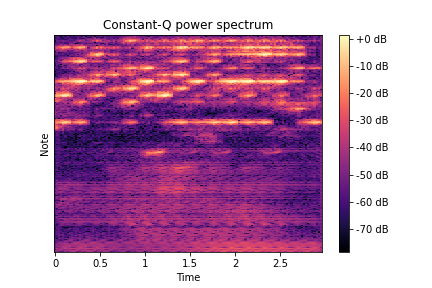 Constant-Q power spectrum
Note
+0 dB
-10 dB
-20 dB
-30 dB
-40 dB
-50 dB
-60 dB
-70 dB
0 0.5 1 1.5 2 2.5
Time